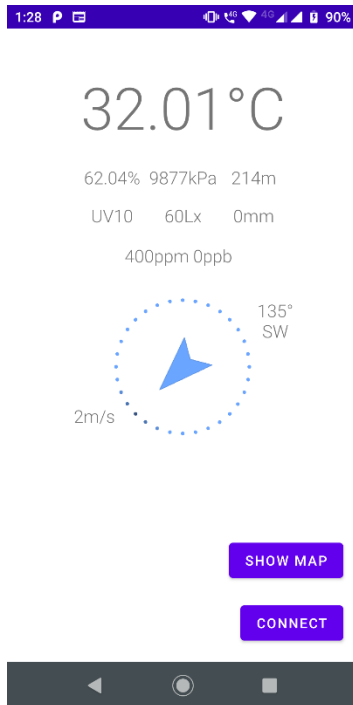 1:28 4G 4G 90%
32.01°C
62.04% 9877kPa 214m
UV10 60Lx 0mm
400ppm 0ppb
135°
SW
2m/s
SHOW MAP
CONNECT